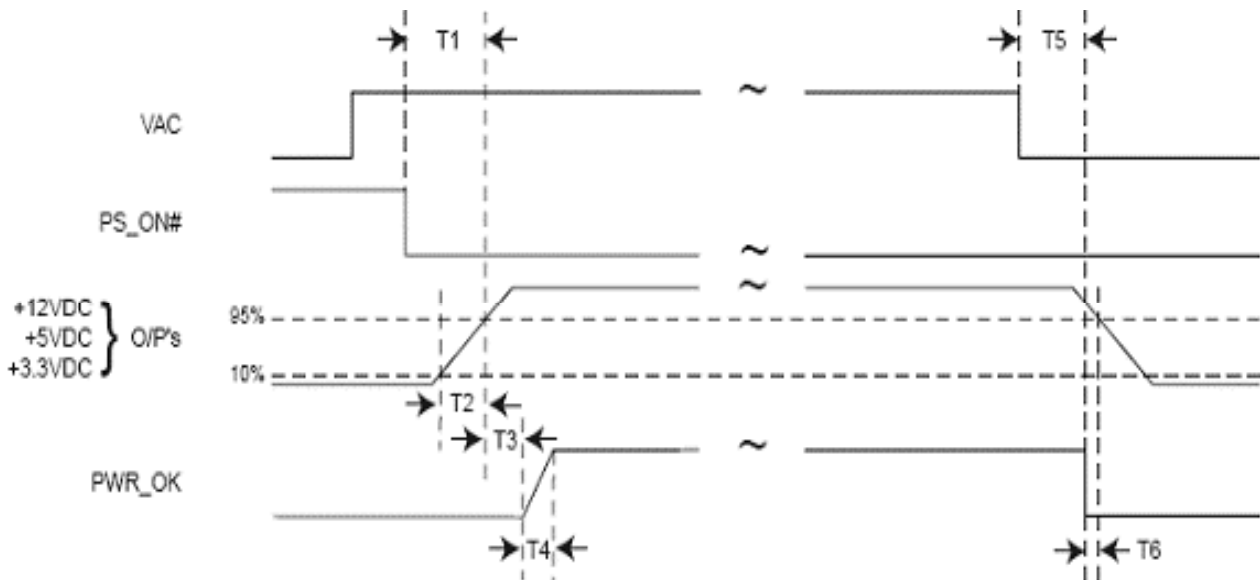 T1
T5
VAC
~
PS_ON#
~
~
+12VDC
+5VDC } O/P's
+3.3VDC
95%
10%
T2
T3
PWR_OK
~
T4
T6